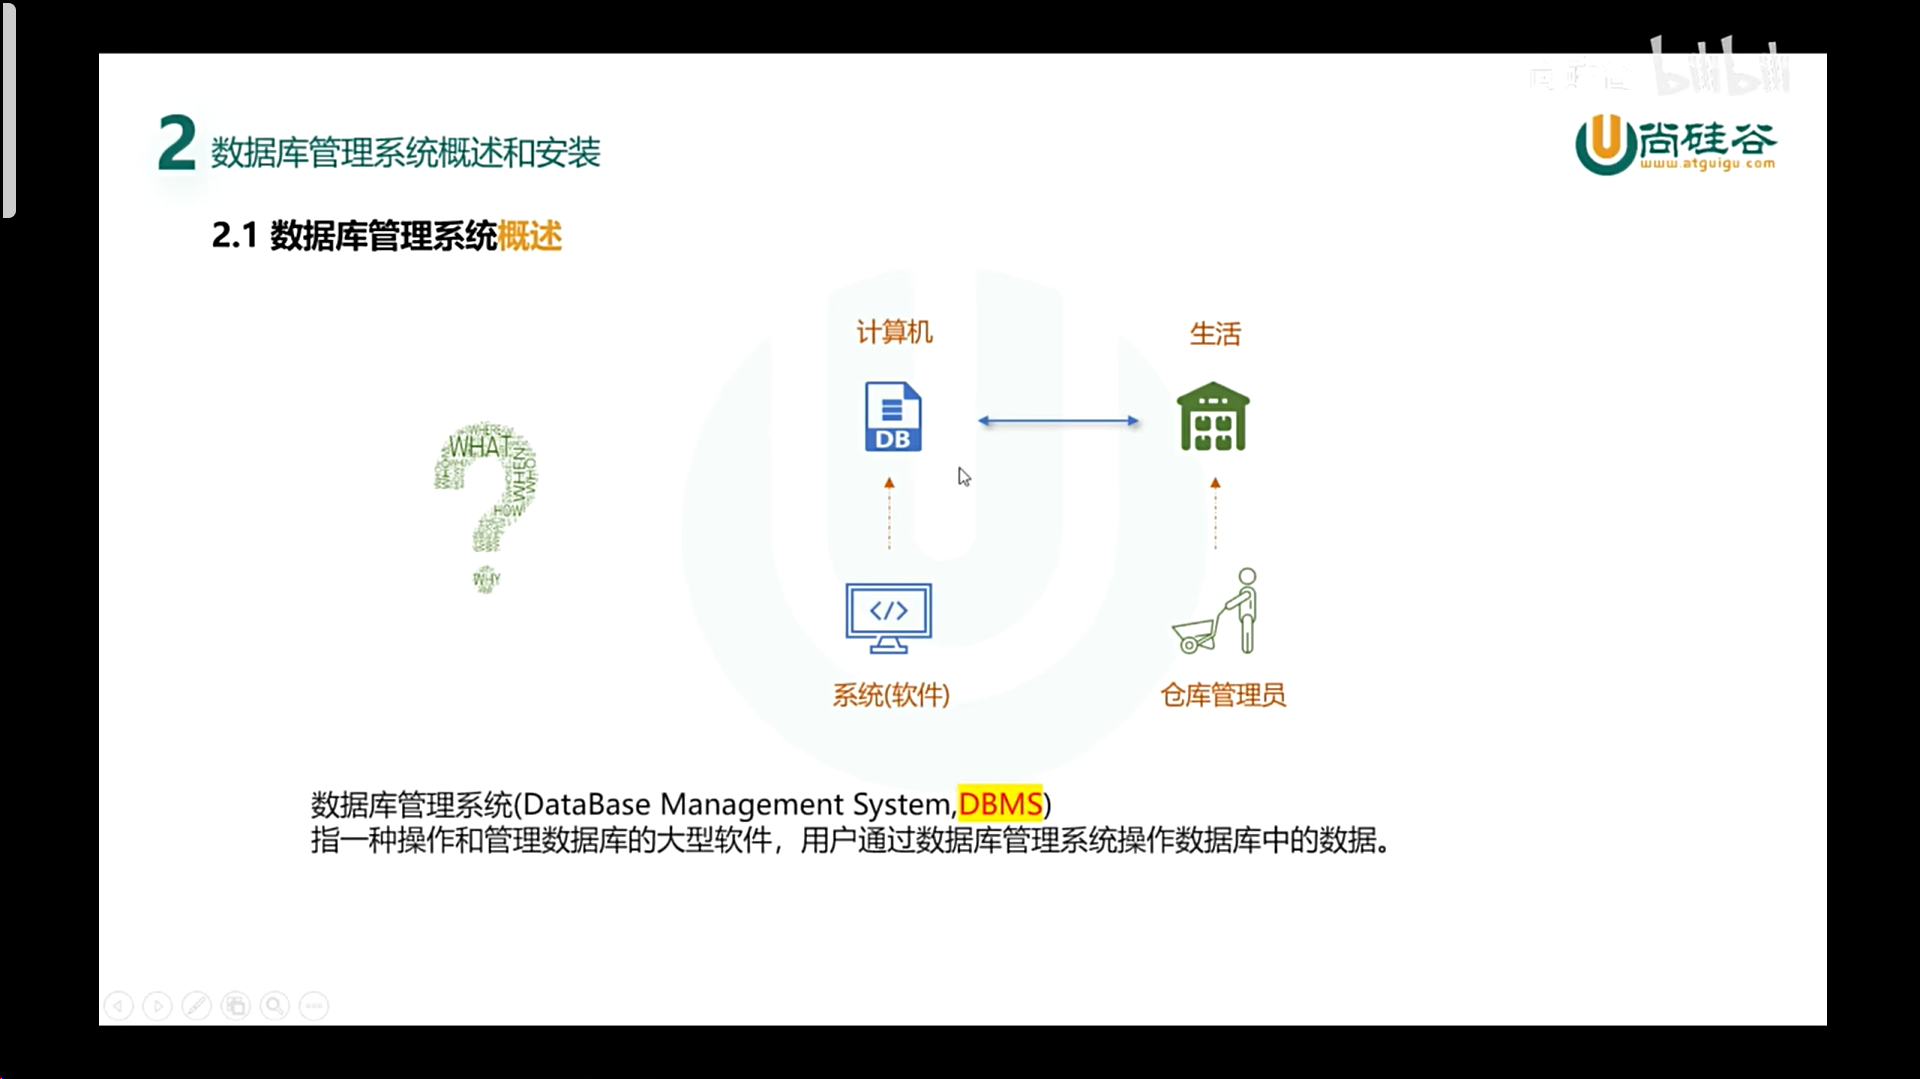 bilibili
2 数据库管理系统概述和安装
尚硅谷
www.atguigu.com
2.1 数据库管理系统概述
计算机
生活
DB
WHERE
WHAT
WHEN
WHO
HOW
WHY
</>
系统(软件)
仓库管理员
数据库管理系统(DataBase Management System,DBMS)
指一种操作和管理数据库的大型软件，用户通过数据库管理系统操作数据库中的数据。